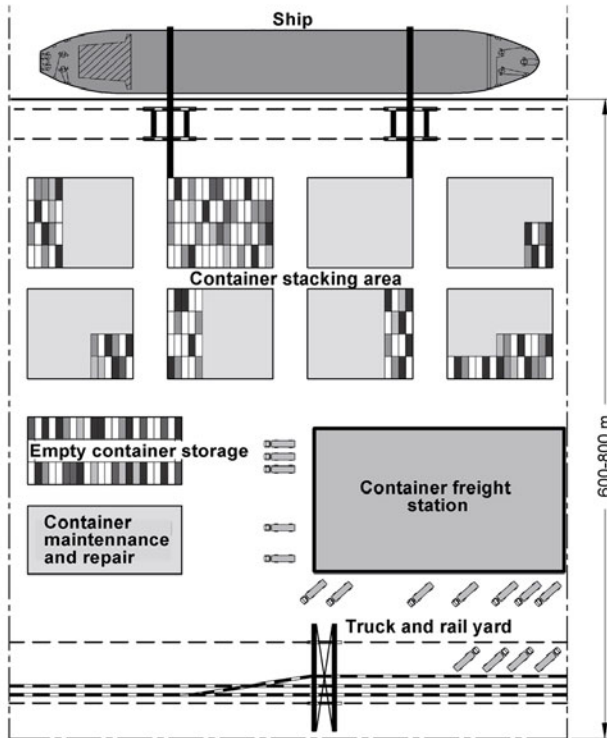 Ship
Container stacking area
Empty container storage
Container freight
station
Container
maintennance
and repair
Truck and rail yard
600-800 m